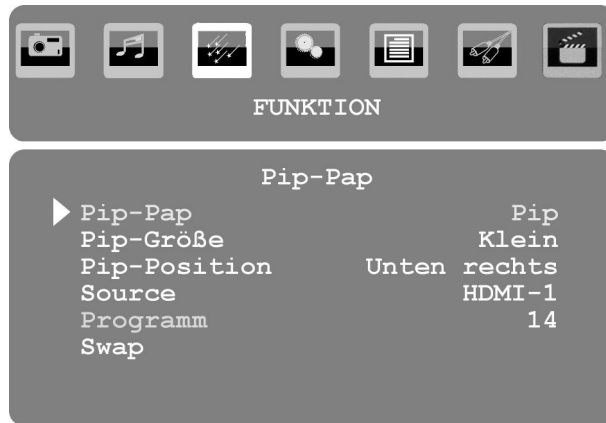 FUNKTION
Pip-Pap
Pip-Pap Pip
Pip-Größe Klein
Pip-Position Unten rechts
Source HDMI-1
Programm 14
Swap